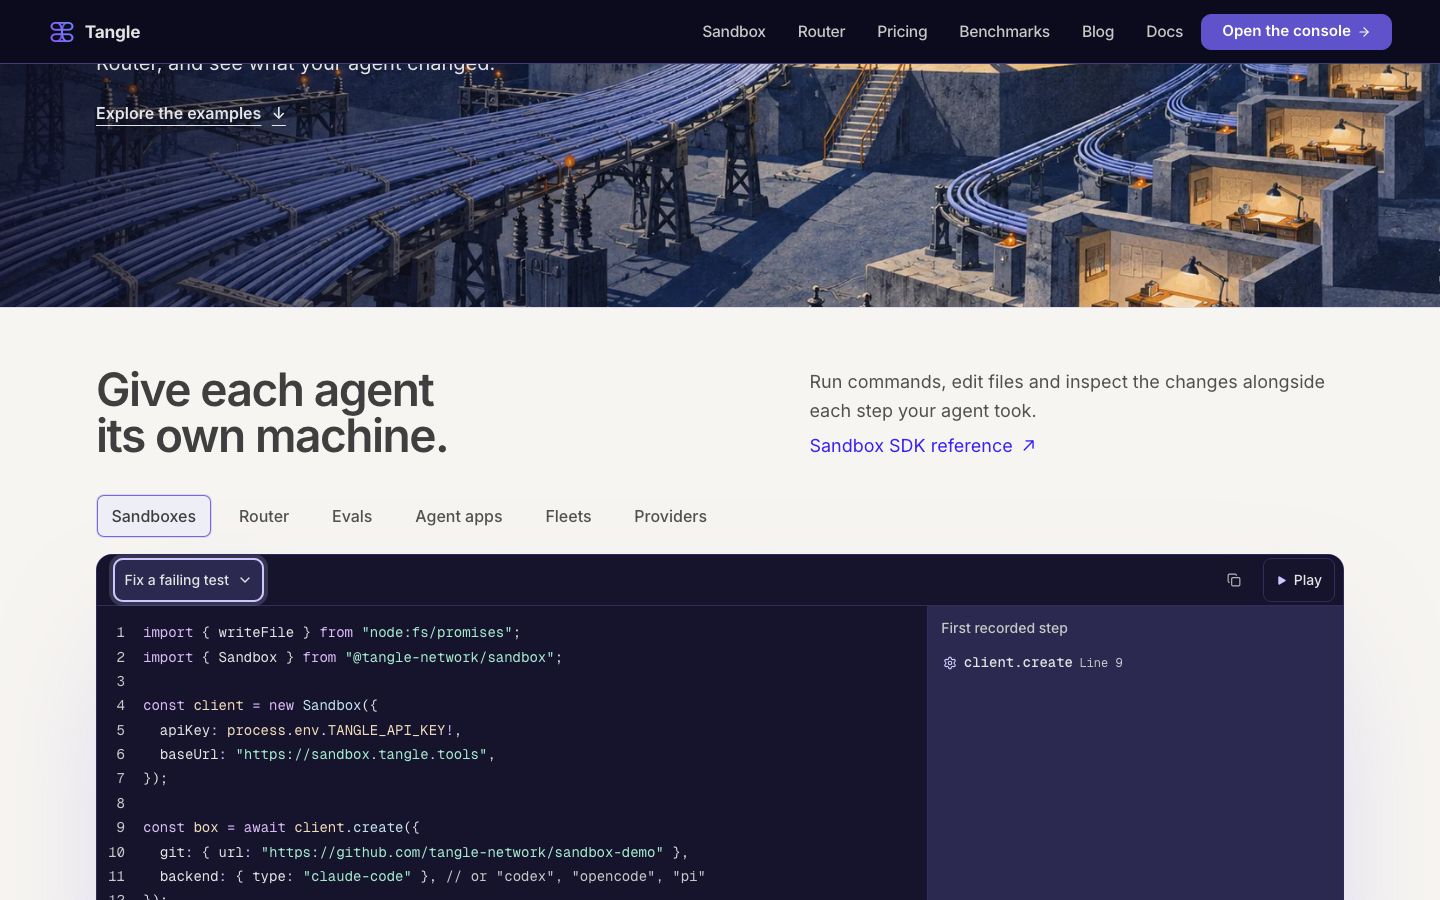 Tangle
Sandbox
Router
Pricing
Benchmarks
Blog
Docs
Open the console →
Router, and see what your agent changed.
Explore the examples ↓
Give each agent
its own machine.
Run commands, edit files and inspect the changes alongside
each step your agent took.
Sandbox SDK reference ↗
Sandboxes
Router
Evals
Agent apps
Fleets
Providers
Fix a failing test
Play
1 import { writeFile } from "node:fs/promises";
2 import { Sandbox } from "@tangle-network/sandbox";
3
4 const client = new Sandbox({
5   apiKey: process.env.TANGLE_API_KEY!,
6   baseUrl: "https://sandbox.tangle.tools",
7 });
8
9 const box = await client.create({
10   git: { url: "https://github.com/tangle-network/sandbox-demo" },
11   backend: { type: "claude-code" }, // or "codex", "opencode", "pi"
12 });
First recorded step
client.create Line 9